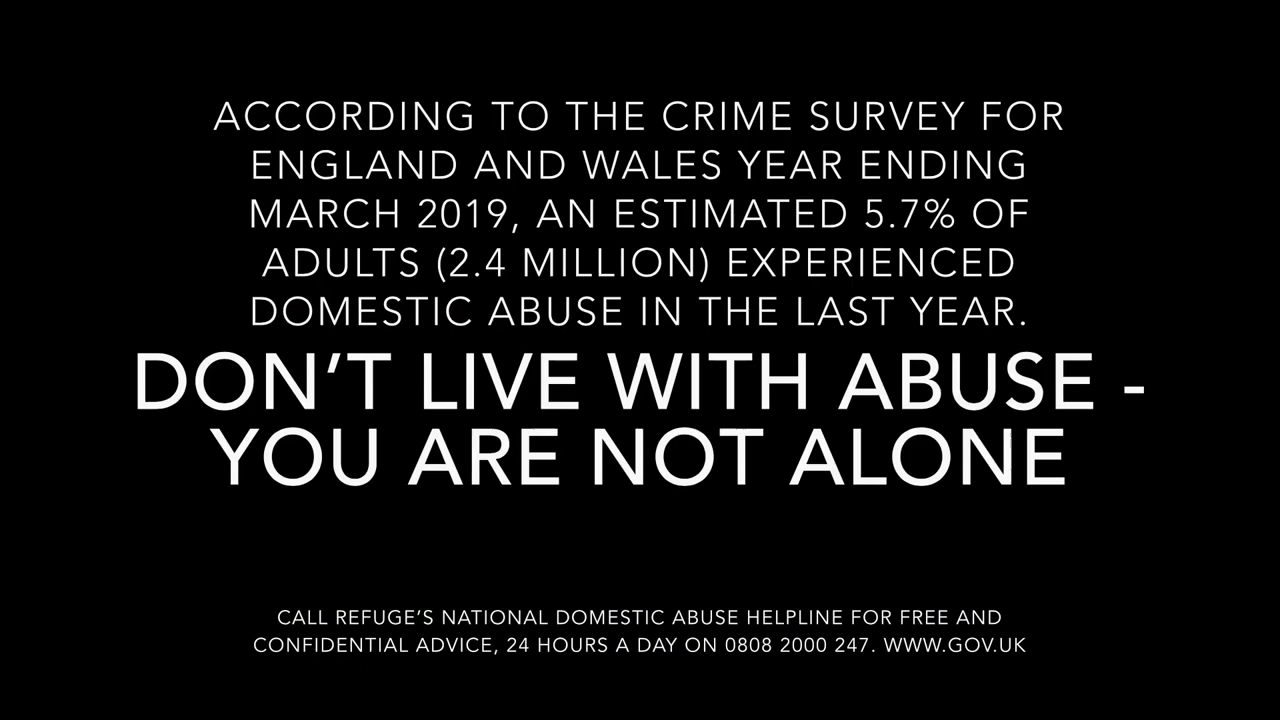 ACCORDING TO THE CRIME SURVEY FOR
ENGLAND AND WALES YEAR ENDING
MARCH 2019, AN ESTIMATED 5.7% OF
ADULTS (2.4 MILLION) EXPERIENCED
DOMESTIC ABUSE IN THE LAST YEAR.
DON’T LIVE WITH ABUSE -
YOU ARE NOT ALONE
CALL REFUGE’S NATIONAL DOMESTIC ABUSE HELPLINE FOR FREE AND
CONFIDENTIAL ADVICE, 24 HOURS A DAY ON 0808 2000 247. WWW.GOV.UK